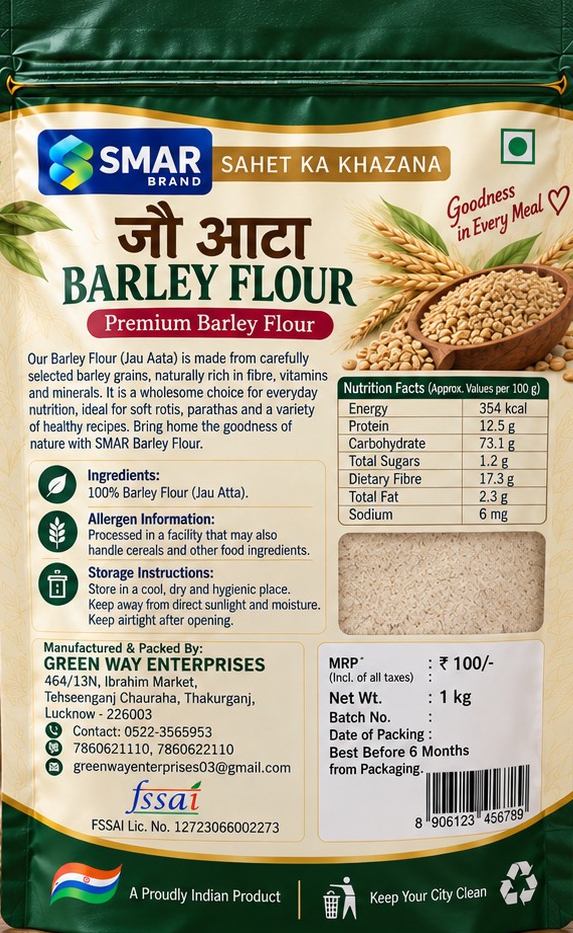 SMAR
BRAND
SAHET KA KHAZANA
Goodness
in Every Meal
जौ आटा
BARLEY FLOUR
Premium Barley Flour
Our Barley Flour (Jau Aata) is made from carefully
selected barley grains, naturally rich in fibre, vitamins
and minerals. It is a wholesome choice for everyday
nutrition, ideal for soft rotis, parathas and a variety
of healthy recipes. Bring home the goodness of
nature with SMAR Barley Flour.
Nutrition Facts (Approx. Values per 100 g)
Energy 354 kcal
Protein 12.5 g
Carbohydrate 73.1 g
Total Sugars 1.2 g
Dietary Fibre 17.3 g
Total Fat 2.3 g
Sodium 6 mg
Ingredients:
100% Barley Flour (Jau Atta).
Allergen Information:
Processed in a facility that may also
handle cereals and other food ingredients.
Storage Instructions:
Store in a cool, dry and hygienic place.
Keep away from direct sunlight and moisture.
Keep airtight after opening.
Manufactured & Packed By:
GREEN WAY ENTERPRISES
464/13N, Ibrahim Market,
Tehseenganj Chauraha, Thakurganj,
Lucknow - 226003
Contact: 0522-3565953
7860621110, 7860622110
greenwayenterprises03@gmail.com
fssai
FSSAI Lic. No. 12723066002273
MRP* : ₹ 100/-
(Incl. of all taxes) :
Net Wt. : 1 kg
Batch No. :
Date of Packing :
Best Before 6 Months
from Packaging.
8 906123 456789
A Proudly Indian Product
Keep Your City Clean